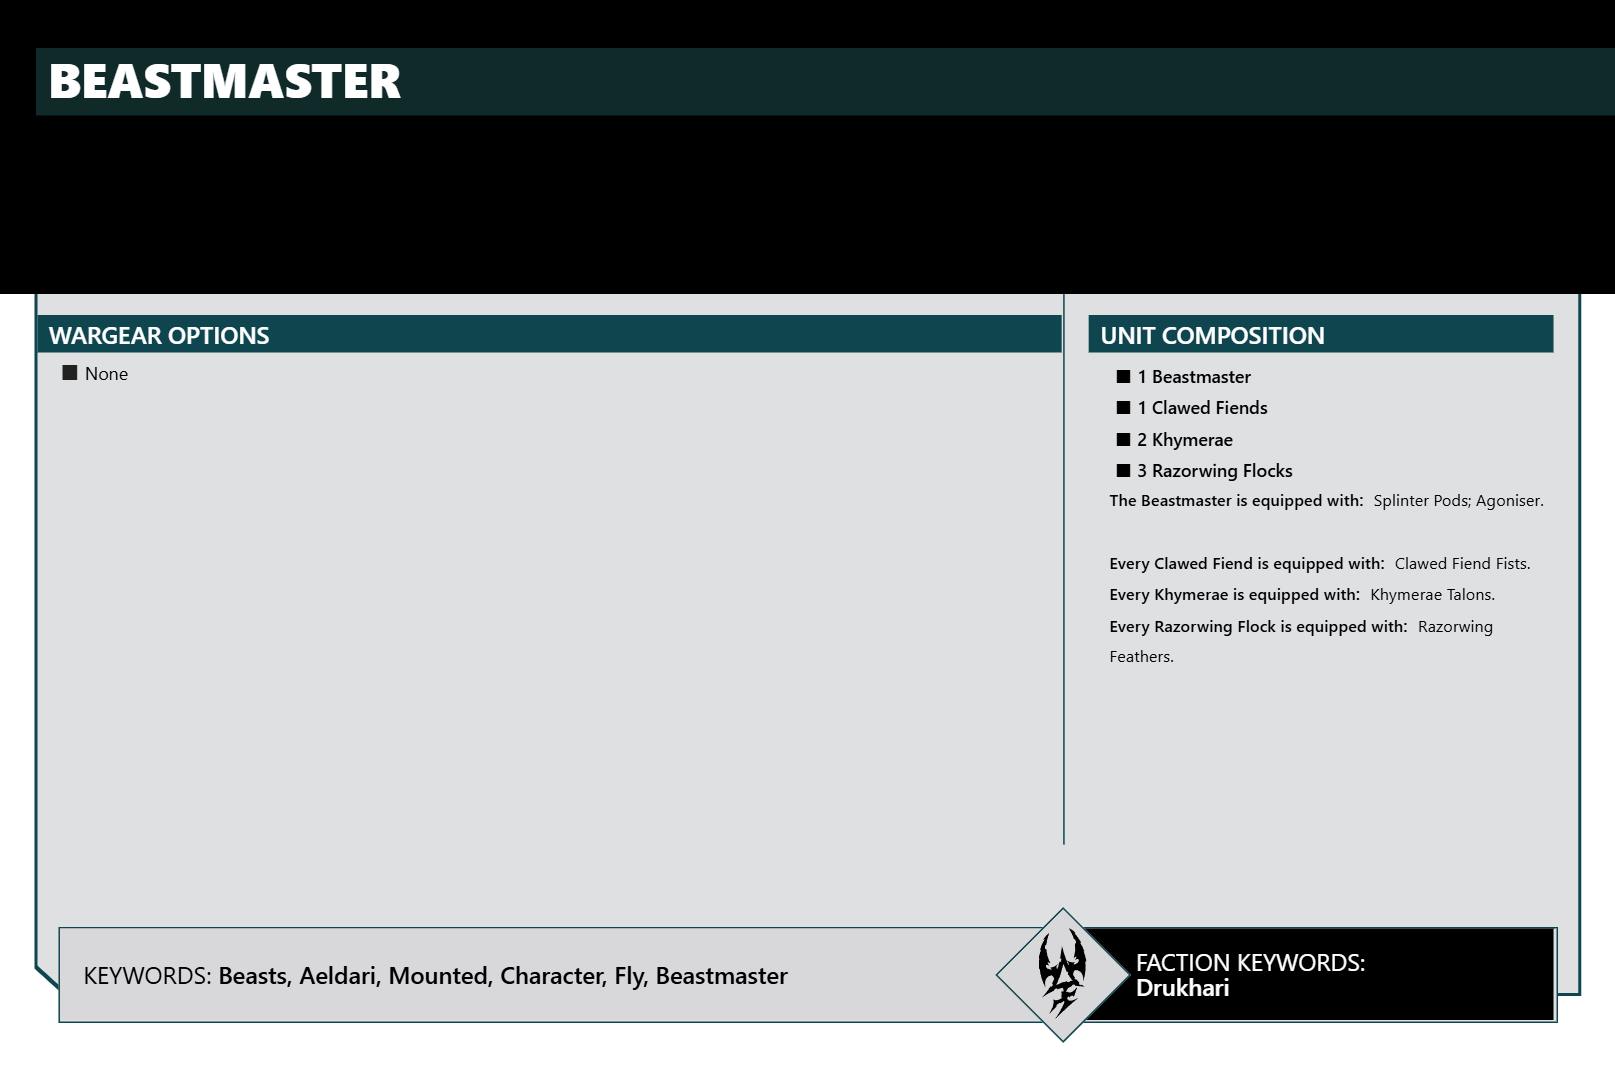 BEASTMASTER
WARGEAR OPTIONS
■ None
UNIT COMPOSITION
■ 1 Beastmaster
■ 1 Clawed Fiends
■ 2 Khymerae
■ 3 Razorwing Flocks
The Beastmaster is equipped with: Splinter Pods; Agoniser.
Every Clawed Fiend is equipped with: Clawed Fiend Fists.
Every Khymerae is equipped with: Khymerae Talons.
Every Razorwing Flock is equipped with: Razorwing
Feathers.
KEYWORDS: Beasts, Aeldari, Mounted, Character, Fly, Beastmaster
FACTION KEYWORDS:
Drukhari